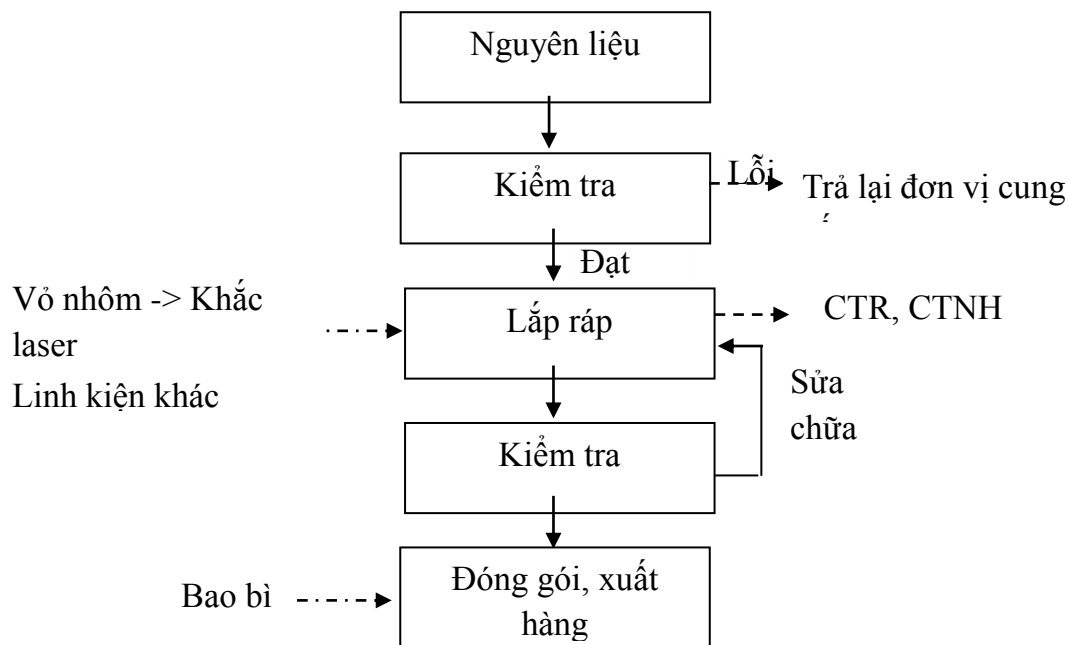 Nguyên liệu
Kiểm tra
Lỗi
Trả lại đơn vị cung
Đạt
Vỏ nhôm -> Khắc
laser
Linh kiện khác
Lắp ráp
CTR, CTNH
Sửa
chữa
Kiểm tra
Bao bì
Đóng gói, xuất
hàng